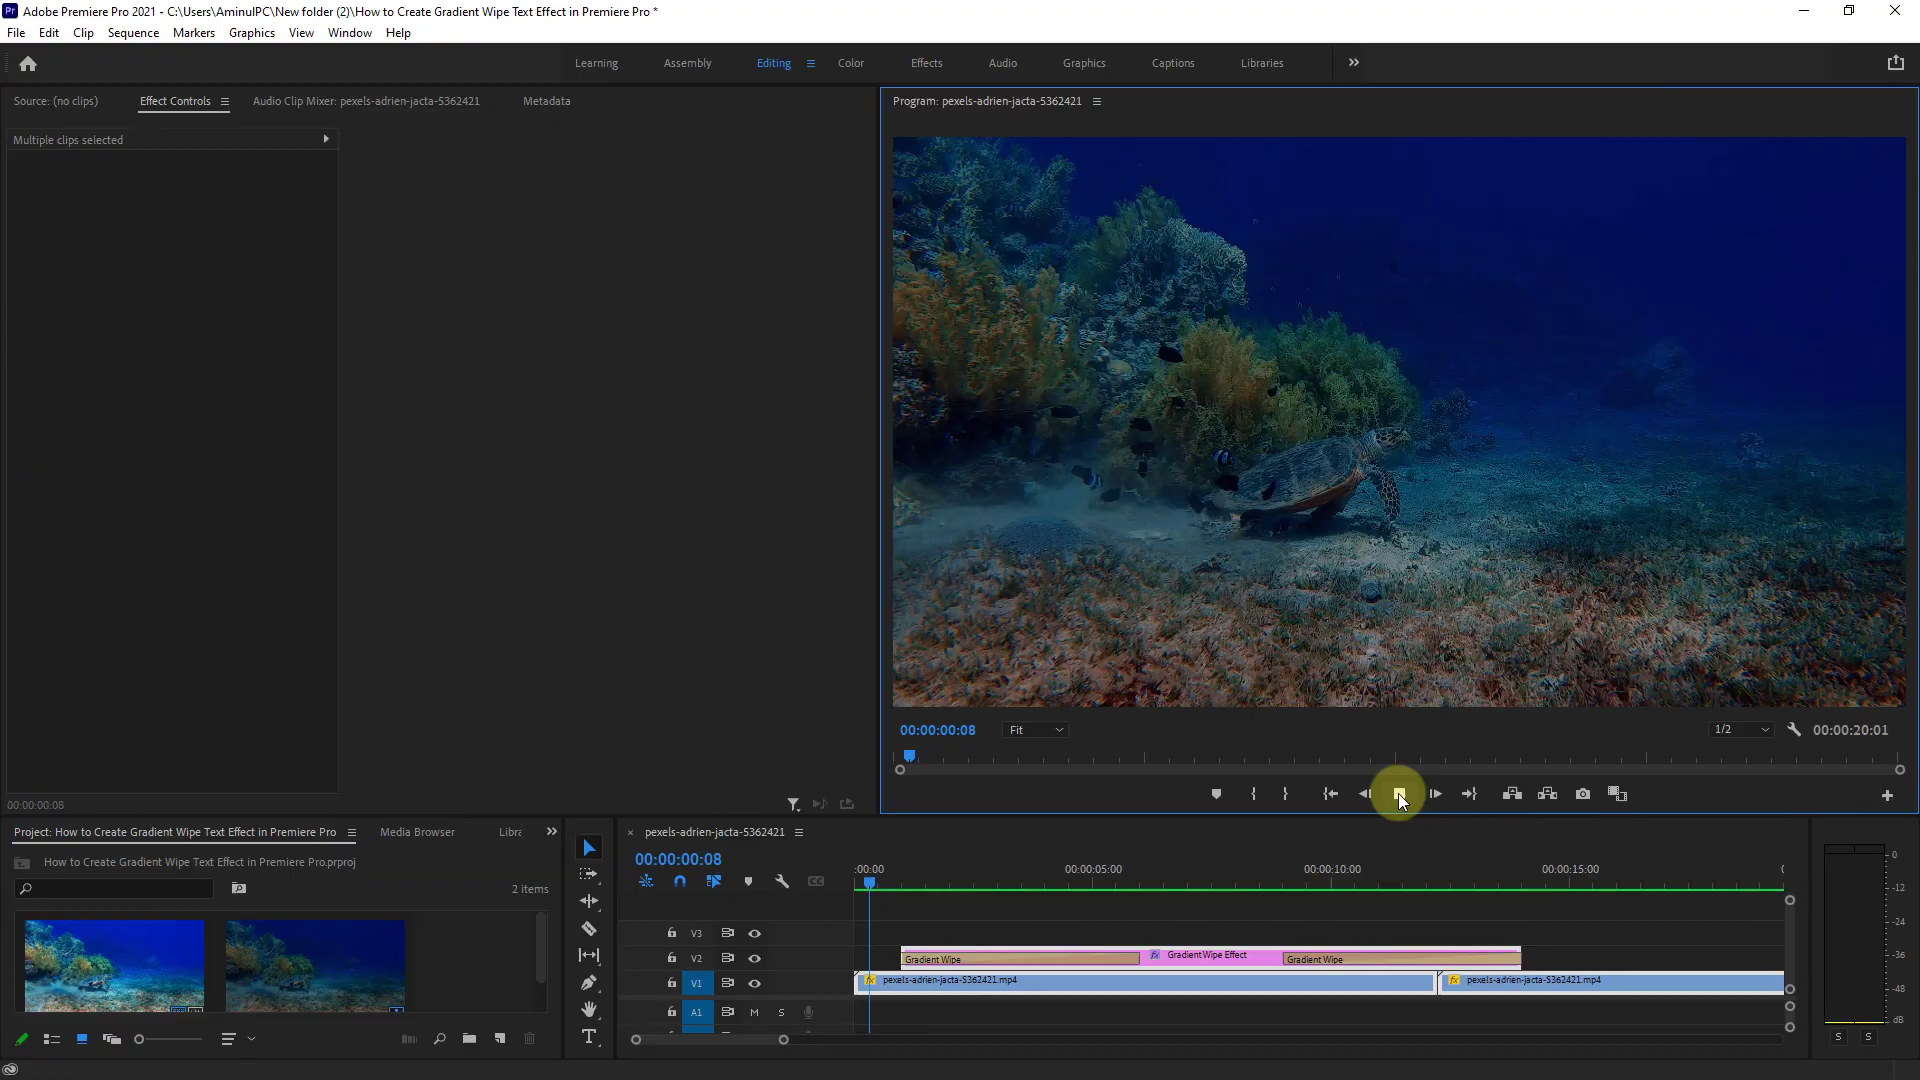 Pr Adobe Premiere Pro 2021 - C:\Users\AminulPC\New folder (2)\How to Create Gradient Wipe Text Effect in Premiere Pro *
File Edit Clip Sequence Markers Graphics View Window Help
Learning Assembly Editing Color Effects Audio Graphics Captions Libraries
Source: (no clips) Effect Controls Audio Clip Mixer: pexels-adrien-jacta-5362421 Metadata
Program: pexels-adrien-jacta-5362421
Multiple clips selected
00:00:00:08 Fit 1/2 00:00:20:01
00:00:00:08
Project: How to Create Gradient Wipe Text Effect in Premiere Pro Media Browser Libra
How to Create Gradient Wipe Text Effect in Premiere Pro.prproj
2 items
pexels-adrien-jacta-5362421
00:00:00:08
:00:00 00:00:05:00 00:00:10:00 00:00:15:00
V3
V2 Gradient Wipe fx Gradient Wipe Effect Gradient Wipe
V1 fx pexels-adrien-jacta-5362421.mp4 fx pexels-adrien-jacta-5362421.mp4
A1 M S
0
-12
-24
-36
-48
dB
S S